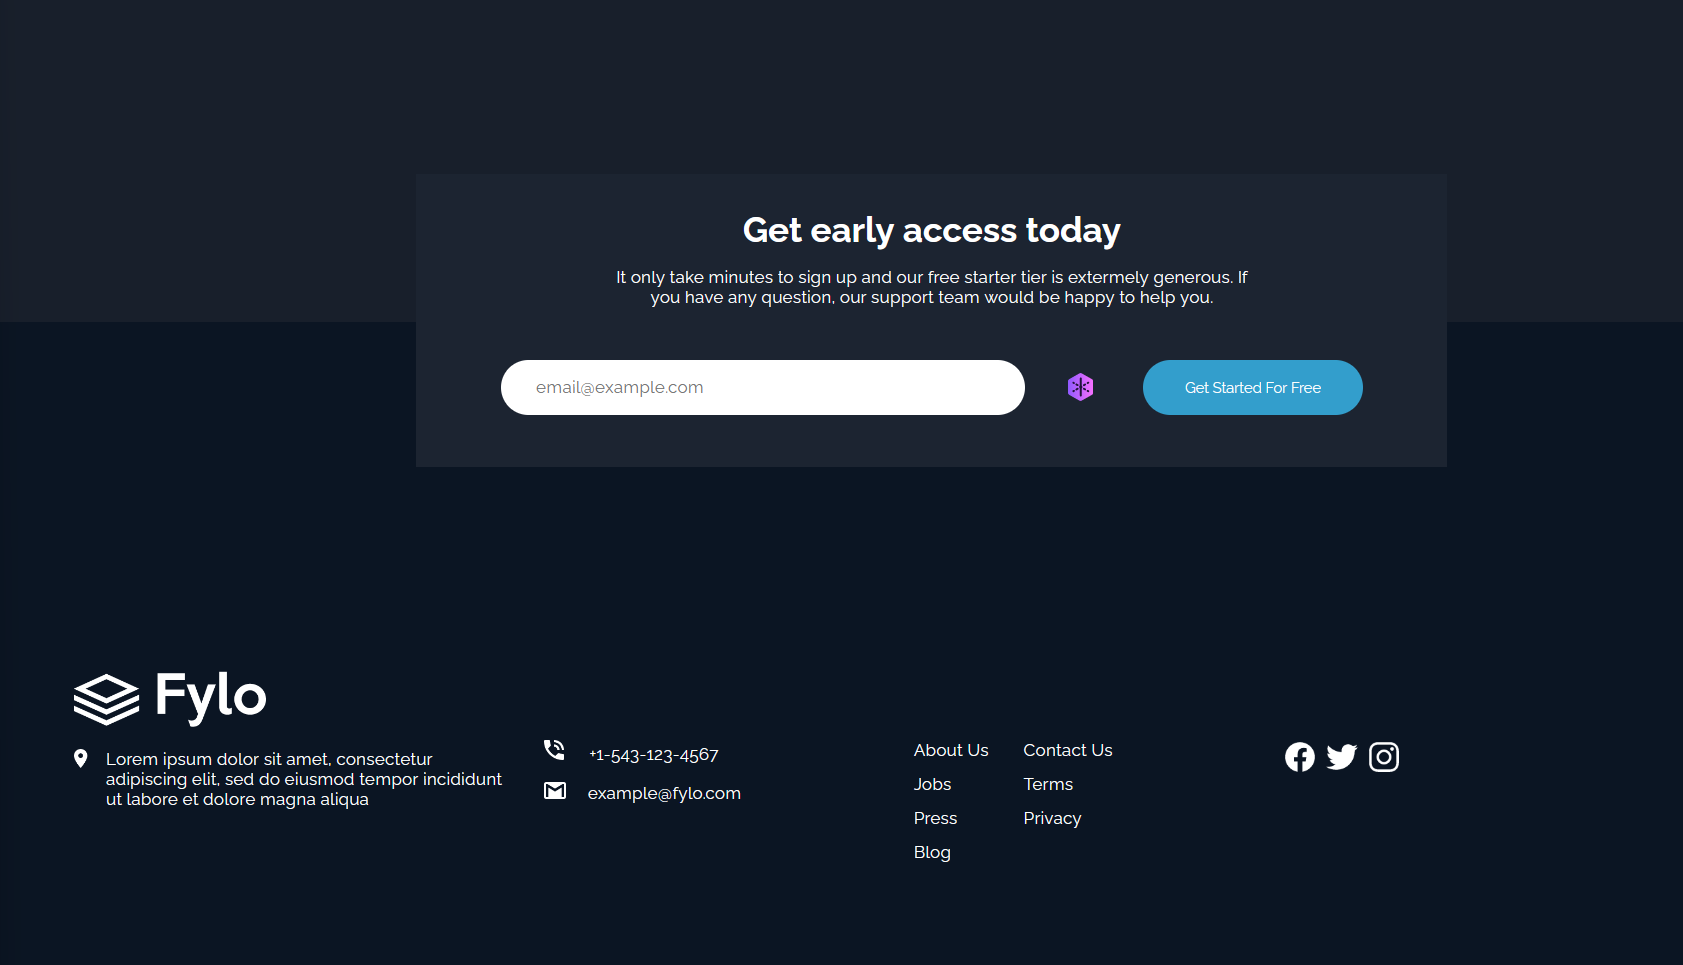 Get early access today
It only take minutes to sign up and our free starter tier is extermely generous. If
you have any question, our support team would be happy to help you.
email@example.com
Get Started For Free
Fylo
Lorem ipsum dolor sit amet, consectetur
adipiscing elit, sed do eiusmod tempor incididunt
ut labore et dolore magna aliqua
+1-543-123-4567
example@fylo.com
About Us
Jobs
Press
Blog
Contact Us
Terms
Privacy